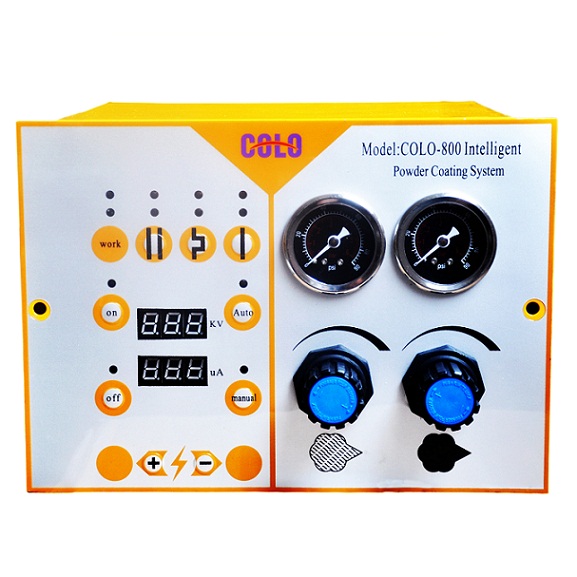 COLO
Model:COLO-800 Intelligent
Powder Coating System
work
on
Auto
KV
uA
off
manual
+
-
psi
psi